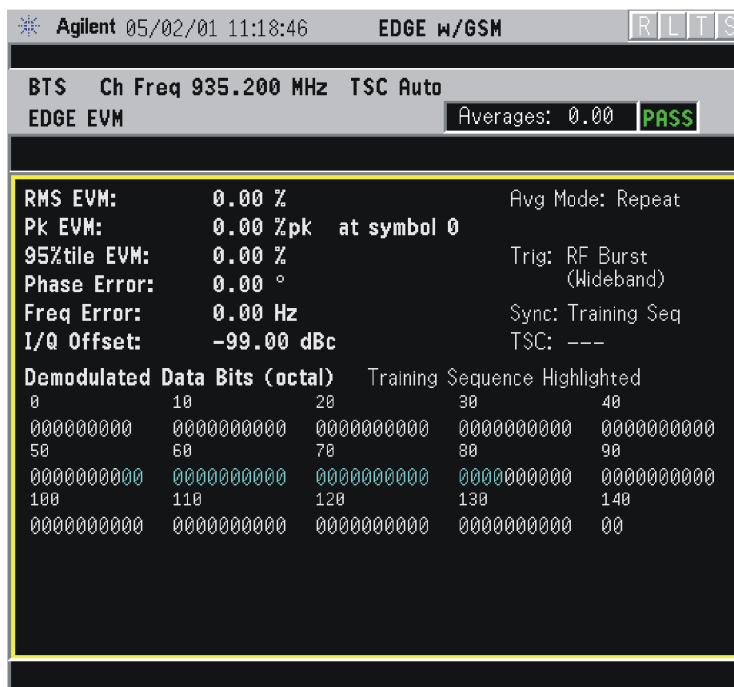 Agilent 05/02/01 11:18:46 EDGE w/GSM R L T S
BTS Ch Freq 935.200 MHz TSC Auto
EDGE EVM Averages: 0.00 PASS
RMS EVM: 0.00 % Avg Mode: Repeat
Pk EVM: 0.00 %pk at symbol 0
95%tile EVM: 0.00 % Trig: RF Burst
Phase Error: 0.00 ° (Wideband)
Freq Error: 0.00 Hz Sync: Training Seq
I/Q Offset: -99.00 dBc TSC: ---
Demodulated Data Bits (octal) Training Sequence Highlighted
0 10 20 30 40
000000000 0000000000 0000000000 0000000000 0000000000
50 60 70 80 90
0000000000 0000000000 0000000000 0000000000 0000000000
100 110 120 130 140
0000000000 0000000000 0000000000 0000000000 00